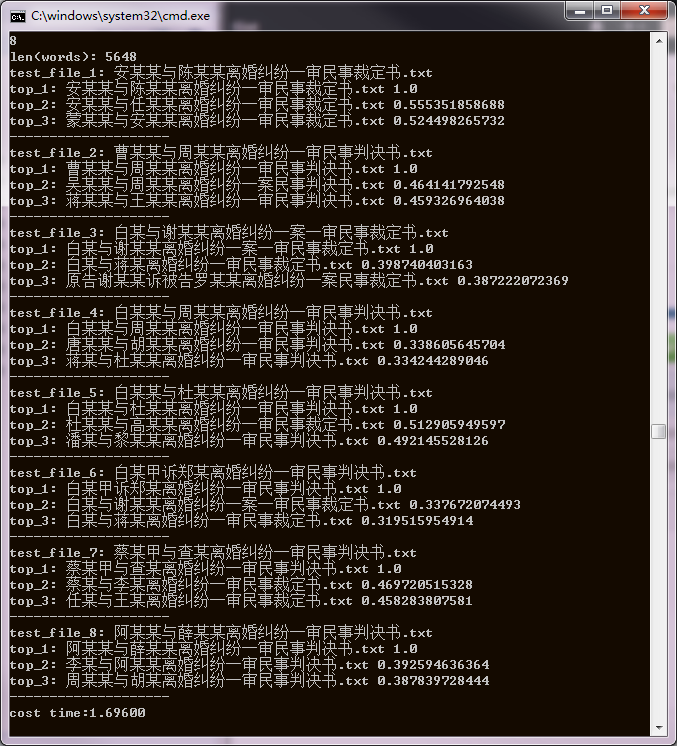 C:\windows\system32\cmd.exe
8
len(words): 5648
test_file_1: 安某某与陈某某离婚纠纷一审民事裁定书.txt
top_1: 安某某与陈某某离婚纠纷一审民事裁定书.txt 1.0
top_2: 安某某与任某某离婚纠纷一审民事裁定书.txt 0.555351858688
top_3: 蒙某某与安某某离婚纠纷一审民事裁定书.txt 0.524498265732
--------------------
test_file_2: 曹某某与周某某离婚纠纷一审民事判决书.txt
top_1: 曹某某与周某某离婚纠纷一审民事判决书.txt 1.0
top_2: 吴某某与周某某离婚纠纷一案民事判决书.txt 0.464141792548
top_3: 蒋某某与王某某离婚纠纷一审民事判决书.txt 0.459326964038
--------------------
test_file_3: 白某与谢某某离婚纠纷一案一审民事裁定书.txt
top_1: 白某与谢某某离婚纠纷一案一审民事裁定书.txt 1.0
top_2: 白某与蒋某离婚纠纷一审民事裁定书.txt 0.398740403163
top_3: 原告谢某某诉被告罗某某离婚纠纷一案民事裁定书.txt 0.387222072369
--------------------
test_file_4: 白某某与周某某离婚纠纷一审民事判决书.txt
top_1: 白某某与周某某离婚纠纷一审民事判决书.txt 1.0
top_2: 唐某某与胡某某离婚纠纷一审民事判决书.txt 0.338605645704
top_3: 蒋某与杜某某离婚纠纷一审民事判决书.txt 0.334244289046
--------------------
test_file_5: 白某某与杜某某离婚纠纷一审民事判决书.txt
top_1: 白某某与杜某某离婚纠纷一审民事判决书.txt 1.0
top_2: 杜某某与高某某离婚纠纷一审民事判决书.txt 0.512905949597
top_3: 潘某与黎某某离婚纠纷一审民事判决书.txt 0.492145528126
--------------------
test_file_6: 白某甲诉郑某离婚纠纷一审民事判决书.txt
top_1: 白某甲诉郑某离婚纠纷一审民事判决书.txt 1.0
top_2: 白某与谢某某离婚纠纷一案一审民事裁定书.txt 0.337672074493
top_3: 白某与蒋某离婚纠纷一审民事裁定书.txt 0.319515954914
--------------------
test_file_7: 蔡某甲与查某离婚纠纷一审民事判决书.txt
top_1: 蔡某甲与查某离婚纠纷一审民事判决书.txt 1.0
top_2: 蔡某与李某离婚纠纷一审民事裁定书.txt 0.469720515328
top_3: 任某与王某离婚纠纷一审民事裁定书.txt 0.458283807581
--------------------
test_file_8: 阿某某与薛某某离婚纠纷一审民事判决书.txt
top_1: 阿某某与薛某某离婚纠纷一审民事判决书.txt 1.0
top_2: 李某与阿某某离婚纠纷一审民事判决书.txt 0.392594636364
top_3: 周某某与胡某某离婚纠纷一审民事判决书.txt 0.387839728444
--------------------
cost time:1.69600